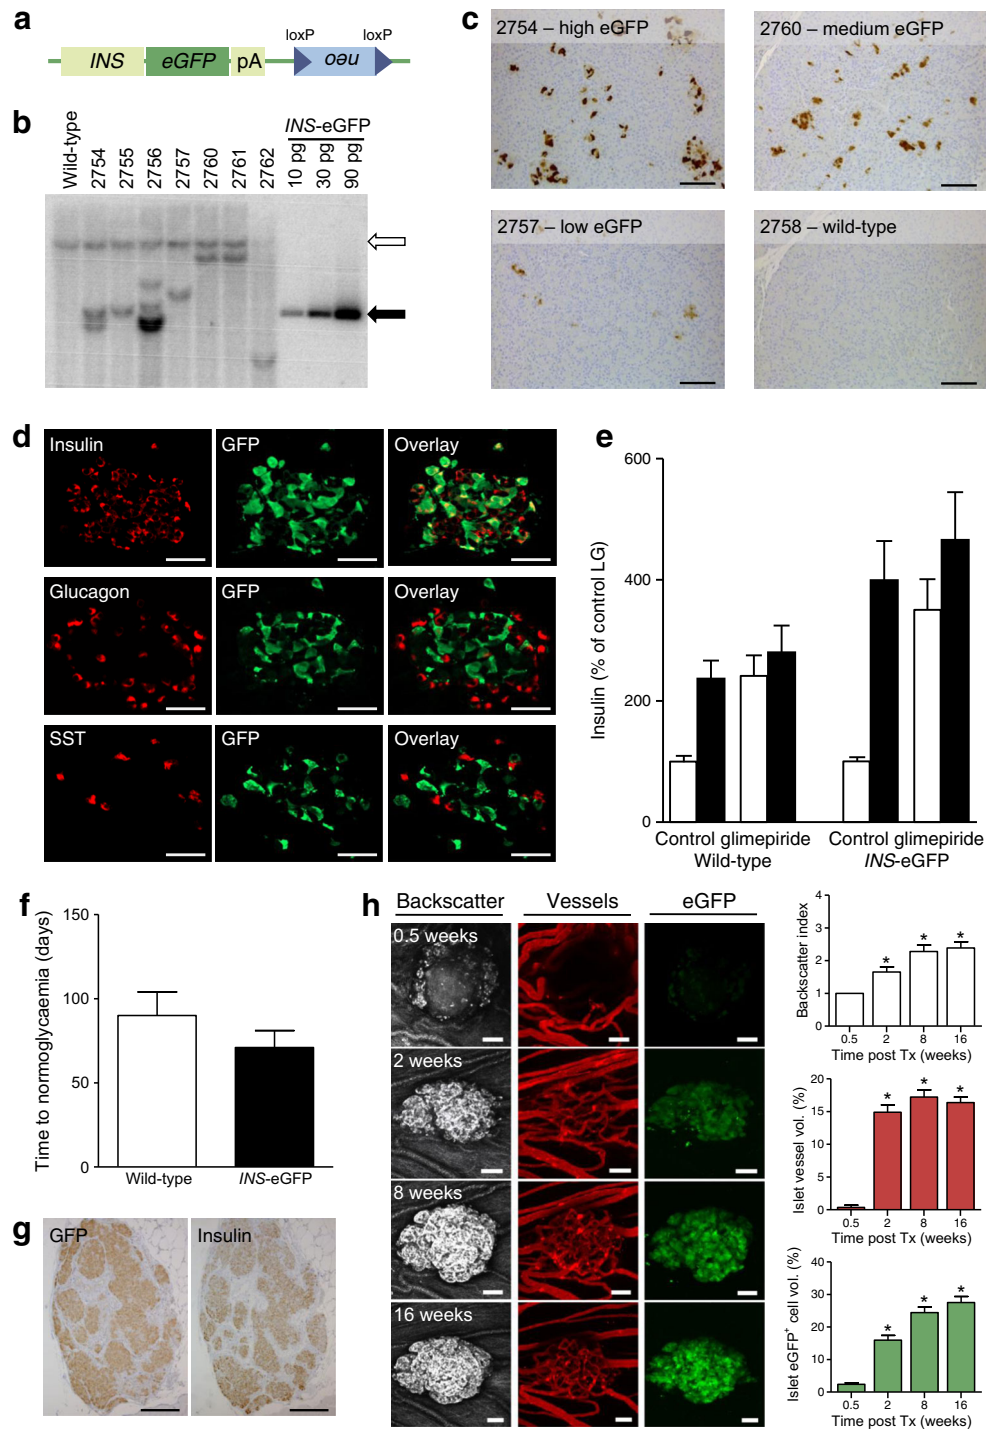 a
loxP
loxP
INS
eGFP
pA
neu
b
Wild-type
2754
2755
2756
2757
2760
2761
2762
INS-eGFP
10 pg
30 pg
90 pg
c
2754 – high eGFP
2760 – medium eGFP
2757 – low eGFP
2758 – wild-type
d
Insulin
GFP
Overlay
Glucagon
GFP
Overlay
SST
GFP
Overlay
e
Insulin (% of control LG)
600
400
200
0
Control glimepiride
Wild-type
Control glimepiride
INS-eGFP
f
Time to normoglycaemia (days)
150
100
50
0
Wild-type
INS-eGFP
g
GFP
Insulin
h
Backscatter
Vessels
eGFP
0.5 weeks
2 weeks
8 weeks
16 weeks
Backscatter index
4
3
2
1
0
*
*
*
0.5
2
8
16
Time post Tx (weeks)
Islet vessel vol. (%)
20
15
10
5
0
*
*
*
0.5
2
8
16
Time post Tx (weeks)
Islet eGFP+ cell vol. (%)
40
30
20
10
0
*
*
*
0.5
2
8
16
Time post Tx (weeks)